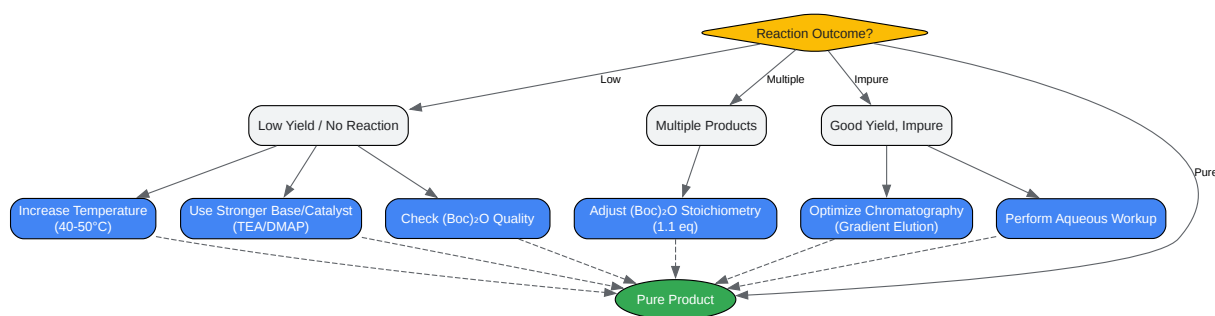 Reaction Outcome?
Low
Multiple
Impure
Low Yield / No Reaction
Multiple Products
Good Yield, Impure
Pure
Increase Temperature
(40-50°C)
Use Stronger Base/Catalyst
(TEA/DMAP)
Check (Boc)₂O Quality
Adjust (Boc)₂O Stoichiometry
(1.1 eq)
Optimize Chromatography
(Gradient Elution)
Perform Aqueous Workup
Pure Product